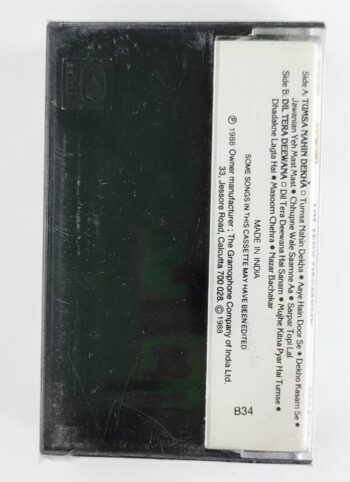 Side A: TUMSA NAHIN DEKHA □ Tumsa Nahin Dekha ● Aaye Hain Door Se ● Dekho Kasam Se ●
Jawanian Yeh Mast Mast ● Chhupne Wale Saamne Aa ● Sarpar Topi Lal
Side B: DIL TERA DEEWANA □ Dil Tera Deewana Hai Sanam ● Mujhe Kitna Pyar Hai Tumse ●
Dhadakne Lagta Hai ● Masoom Chehra ● Nazar Bachakar
MADE IN INDIA
SOME SONGS IN THIS CASSETTE MAY HAVE BEEN EDITED
℗ 1988 Owner manufacturer ; The Gramophone Company of India Ltd.
33, Jessore Road, Calcutta 700 028. © 1988
B34